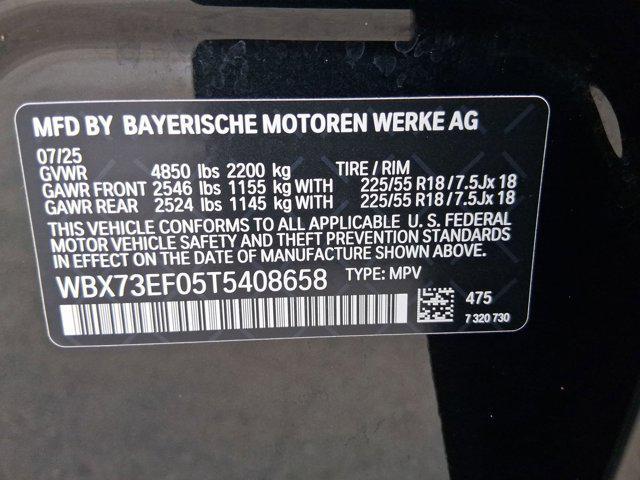 MFD BY BAYERISCHE MOTOREN WERKE AG
07/25
GVWR 4850 lbs 2200 kg TIRE / RIM
GAWR FRONT 2546 lbs 1155 kg WITH 225/55 R18 / 7.5Jx 18
GAWR REAR 2524 lbs 1145 kg WITH 225/55 R18 / 7.5Jx 18
THIS VEHICLE CONFORMS TO ALL APPLICABLE U. S. FEDERAL
MOTOR VEHICLE SAFETY AND THEFT PREVENTION STANDARDS
IN EFFECT ON THE DATE OF MANUFACTURE SHOWN ABOVE.
WBX73EF05T5408658 TYPE: MPV
475
7 320 730